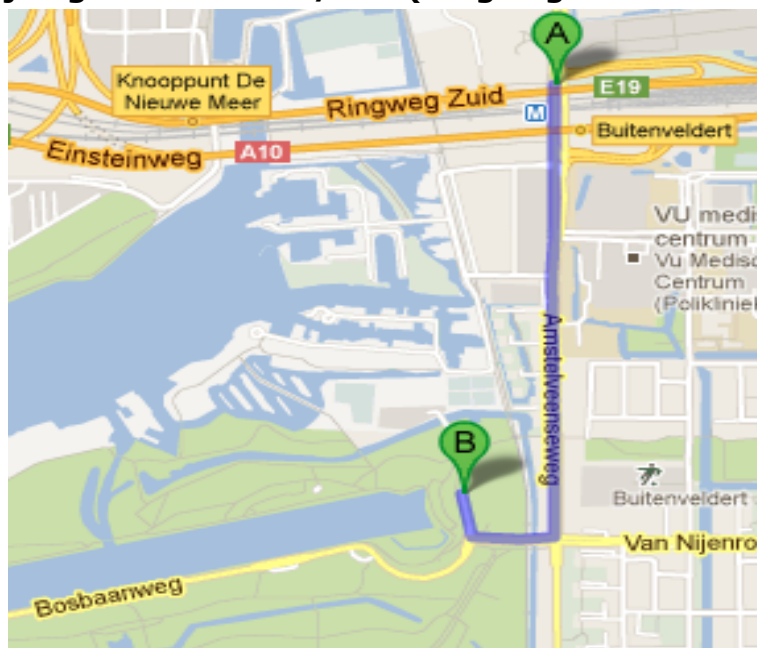 A
Knooppunt De
Nieuwe Meer
Ringweg Zuid
E19
M
Buitenveldert
Einsteinweg
A10
VU medis
centrum
Vu Medisc
Centrum
(Polikliniek
Amstelveenseweg
B
Buitenveldert
Van Nijenro
Bosbaanweg